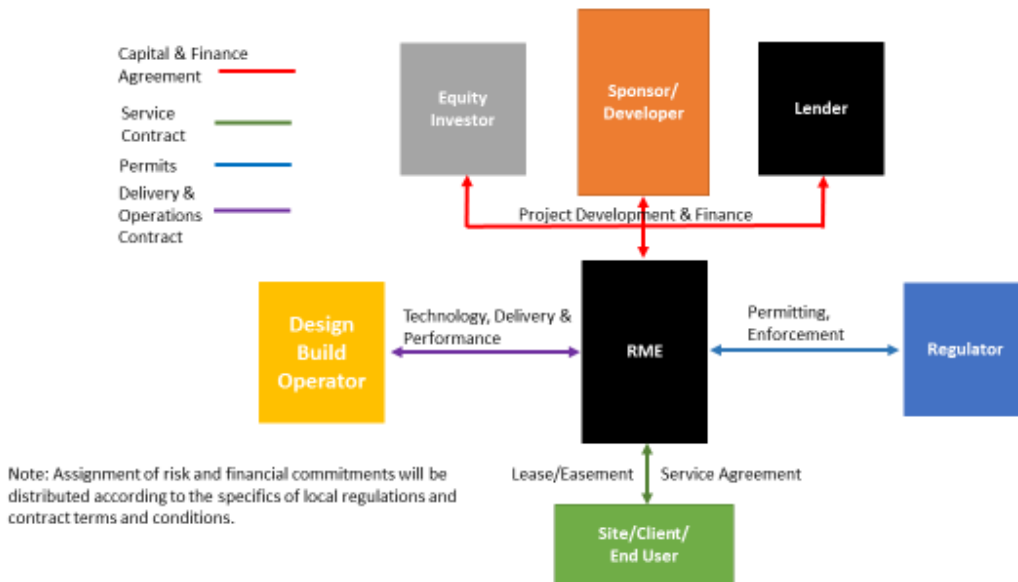 Capital & Finance
Agreement
Service
Contract
Permits
Delivery &
Operations
Contract
Equity
Investor
Sponsor/
Developer
Lender
Project Development & Finance
Design
Build
Operator
Technology, Delivery &
Performance
RME
Permitting,
Enforcement
Regulator
Lease/Easement
Service Agreement
Note: Assignment of risk and financial commitments will be
distributed according to the specifics of local regulations and
contract terms and conditions.
Site/Client/
End User